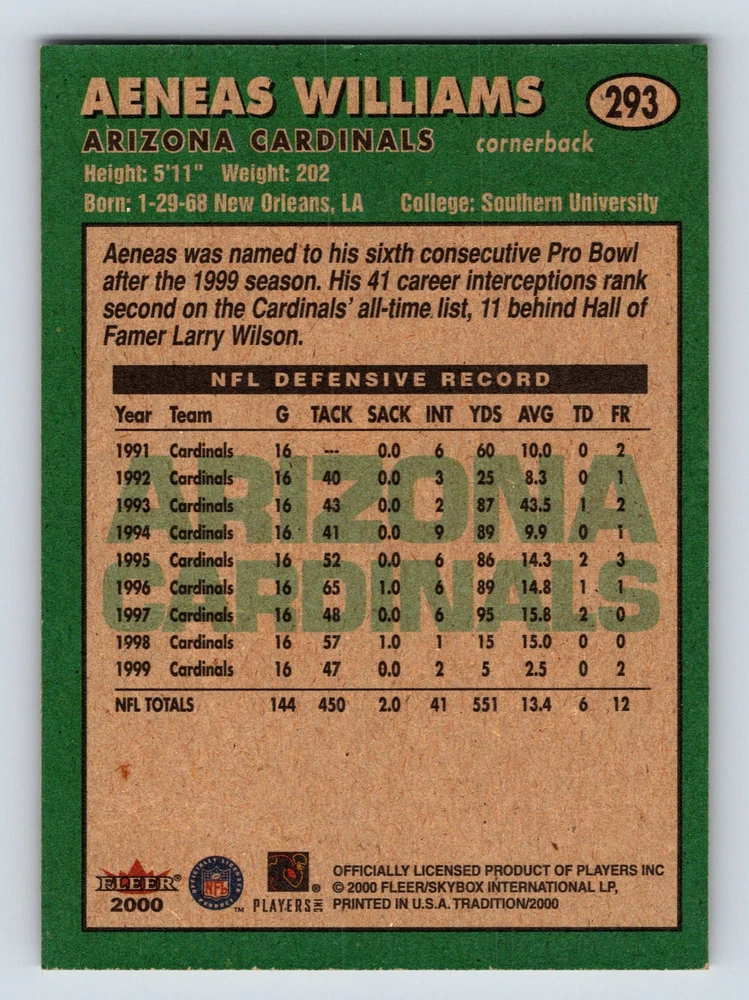 AENEAS WILLIAMS 293
ARIZONA CARDINALS cornerback
Height: 5'11" Weight: 202
Born: 1-29-68 New Orleans, LA College: Southern University
Aeneas was named to his sixth consecutive Pro Bowl
after the 1999 season. His 41 career interceptions rank
second on the Cardinals' all-time list, 11 behind Hall of
Famer Larry Wilson.
NFL DEFENSIVE RECORD
Year Team G TACK SACK INT YDS AVG TD FR
1991 Cardinals 16 --- 0.0 6 60 10.0 0 2
1992 Cardinals 16 40 0.0 3 25 8.3 0 1
1993 Cardinals 16 43 0.0 2 87 43.5 1 2
1994 Cardinals 16 41 0.0 9 89 9.9 0 1
1995 Cardinals 16 52 0.0 6 86 14.3 2 3
1996 Cardinals 16 65 1.0 6 89 14.8 1 1
1997 Cardinals 16 48 0.0 6 95 15.8 2 0
1998 Cardinals 16 57 1.0 1 15 15.0 0 0
1999 Cardinals 16 47 0.0 2 5 2.5 0 2
NFL TOTALS 144 450 2.0 41 551 13.4 6 12
ARIZONA
CARDINALS
FLEER®
2000
NFL
™
PLAYERS INC
®
OFFICIALLY LICENSED PRODUCT OF PLAYERS INC
© 2000 FLEER/SKYBOX INTERNATIONAL LP,
PRINTED IN U.S.A. TRADITION/2000